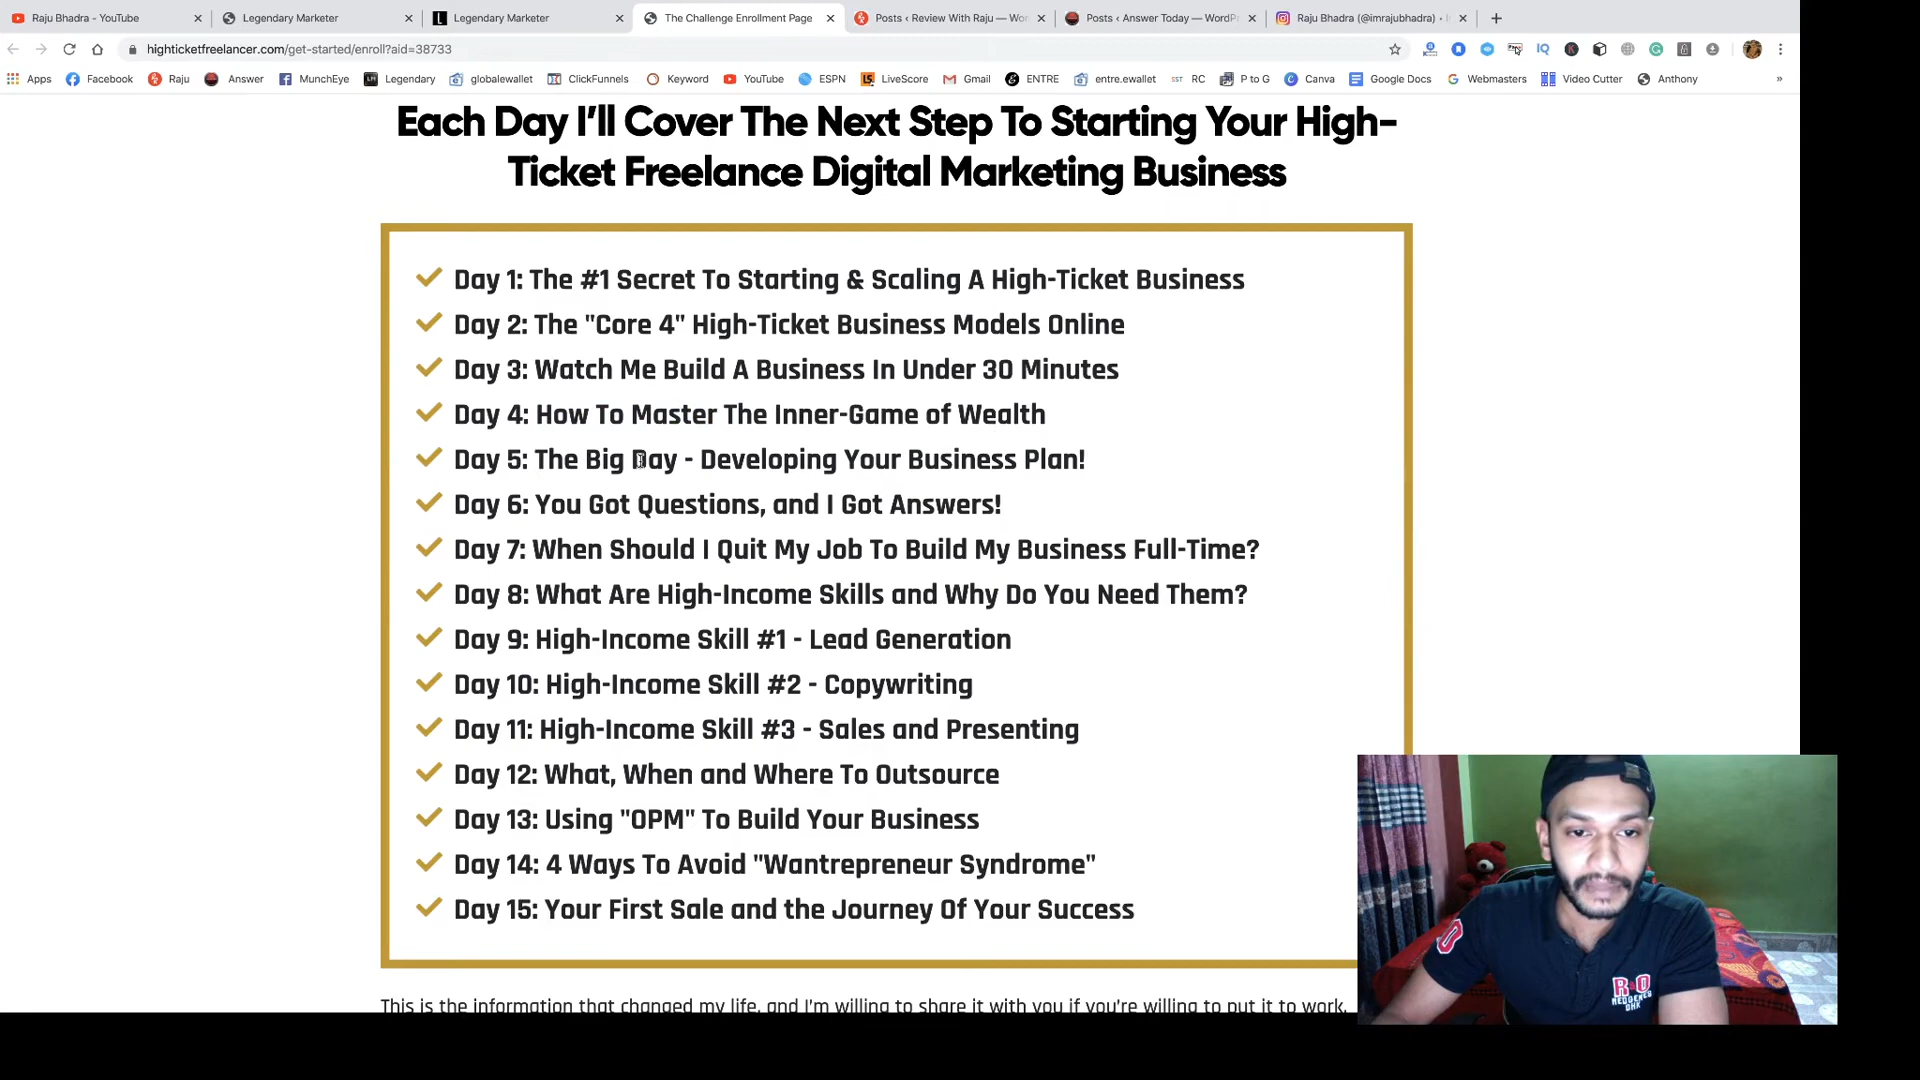 Raju Bhadra - YouTube
Legendary Marketer
Legendary Marketer
The Challenge Enrollment Page
Posts ‹ Review With Raju — Wor
Posts ‹ Answer Today — WordPr
Raju Bhadra (@imrajubhadra) •
highticketfreelancer.com/get-started/enroll?aid=38733
Apps
Facebook
Raju
Answer
MunchEye
Legendary
globalewallet
ClickFunnels
Keyword
YouTube
ESPN
LiveScore
Gmail
ENTRE
entre.ewallet
RC
P to G
Canva
Google Docs
Webmasters
Video Cutter
Anthony
Each Day I'll Cover The Next Step To Starting Your High-
Ticket Freelance Digital Marketing Business
Day 1: The #1 Secret To Starting & Scaling A High-Ticket Business
Day 2: The "Core 4" High-Ticket Business Models Online
Day 3: Watch Me Build A Business In Under 30 Minutes
Day 4: How To Master The Inner-Game of Wealth
Day 5: The Big Day - Developing Your Business Plan!
Day 6: You Got Questions, and I Got Answers!
Day 7: When Should I Quit My Job To Build My Business Full-Time?
Day 8: What Are High-Income Skills and Why Do You Need Them?
Day 9: High-Income Skill #1 - Lead Generation
Day 10: High-Income Skill #2 - Copywriting
Day 11: High-Income Skill #3 - Sales and Presenting
Day 12: What, When and Where To Outsource
Day 13: Using "OPM" To Build Your Business
Day 14: 4 Ways To Avoid "Wantrepreneur Syndrome"
Day 15: Your First Sale and the Journey Of Your Success
This is the information that changed my life, and I'm willing to share it with you if you're willing to put it to work.